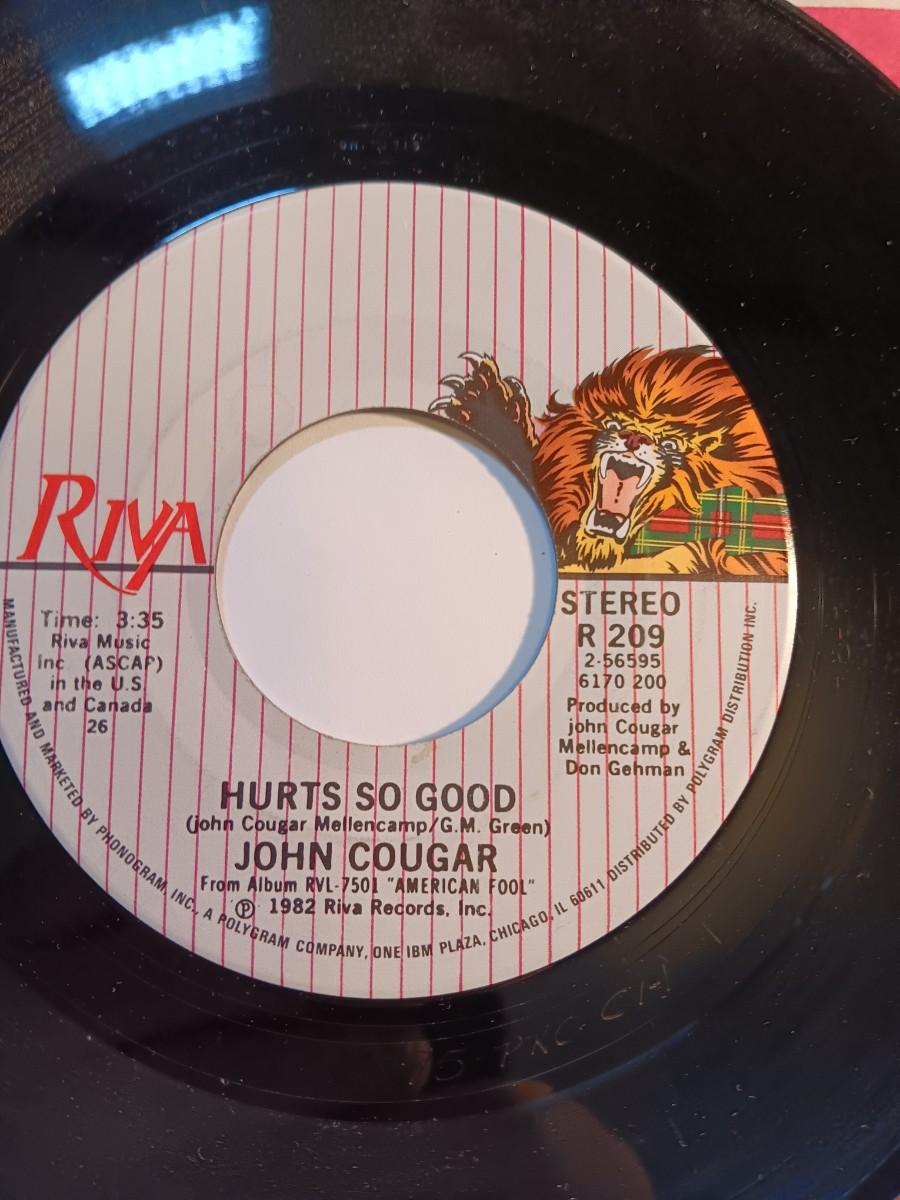 RIVA
Time: 3:35
Riva Music
Inc (ASCAP)
in the U.S.
and Canada
26
STEREO
R 209
2-56595
6170 200
Produced by
john Cougar
Mellencamp &
Don Gehman
HURTS SO GOOD
(john Cougar Mellencamp/G.M. Green)
JOHN COUGAR
From Album RVL-7501 "AMERICAN FOOL"
℗ 1982 Riva Records, Inc.
MANUFACTURED AND MARKETED BY PHONOGRAM, INC., A POLYGRAM COMPANY, ONE IBM PLAZA, CHICAGO, IL 60611 DISTRIBUTED BY POLYGRAM DISTRIBUTION INC.